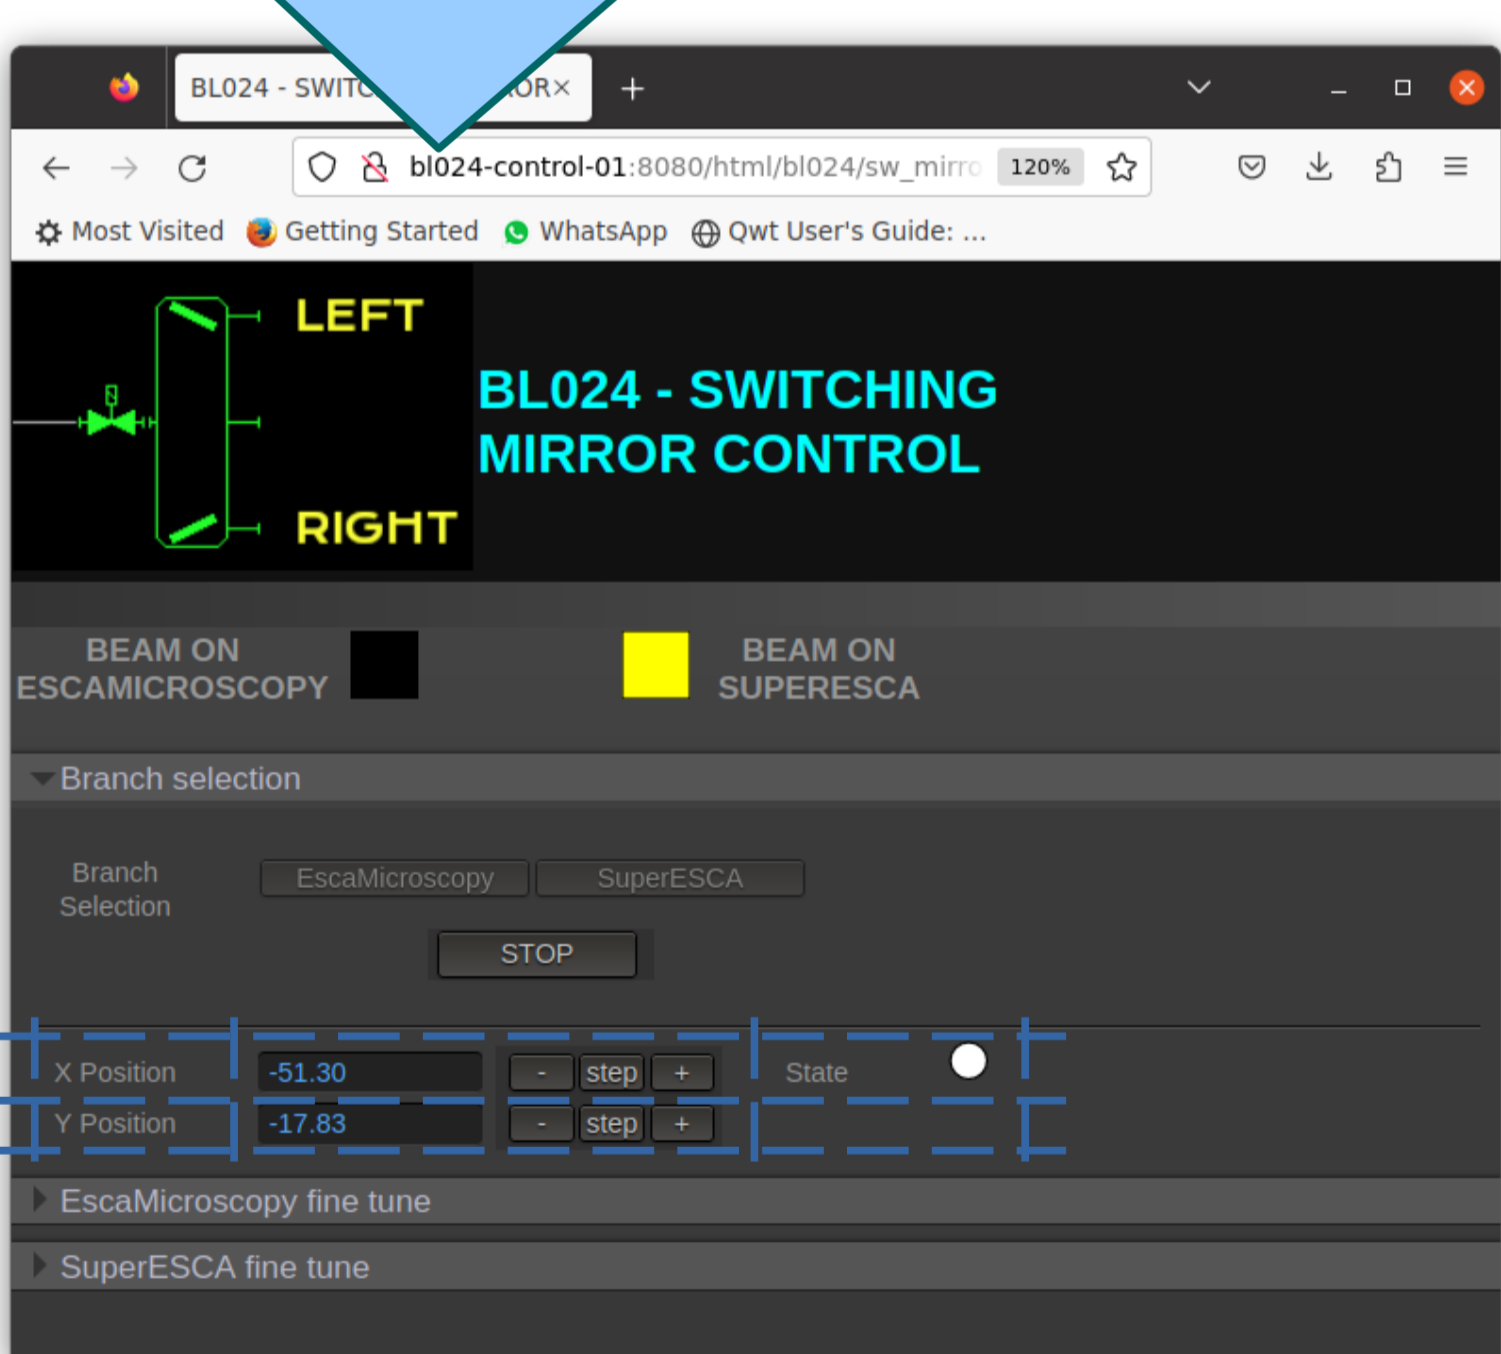 BL024 - SWITC OR×
bl024-control-01:8080/html/bl024/sw_mirro 120%
Most Visited Getting Started WhatsApp Qwt User's Guide: ...
LEFT
BL024 - SWITCHING
MIRROR CONTROL
RIGHT
BEAM ON
ESCAMICROSCOPY
BEAM ON
SUPERESCA
Branch selection
Branch
Selection
EscaMicroscopy SuperESCA
STOP
X Position -51.30 - step + State
Y Position -17.83 - step +
EscaMicroscopy fine tune
SuperESCA fine tune